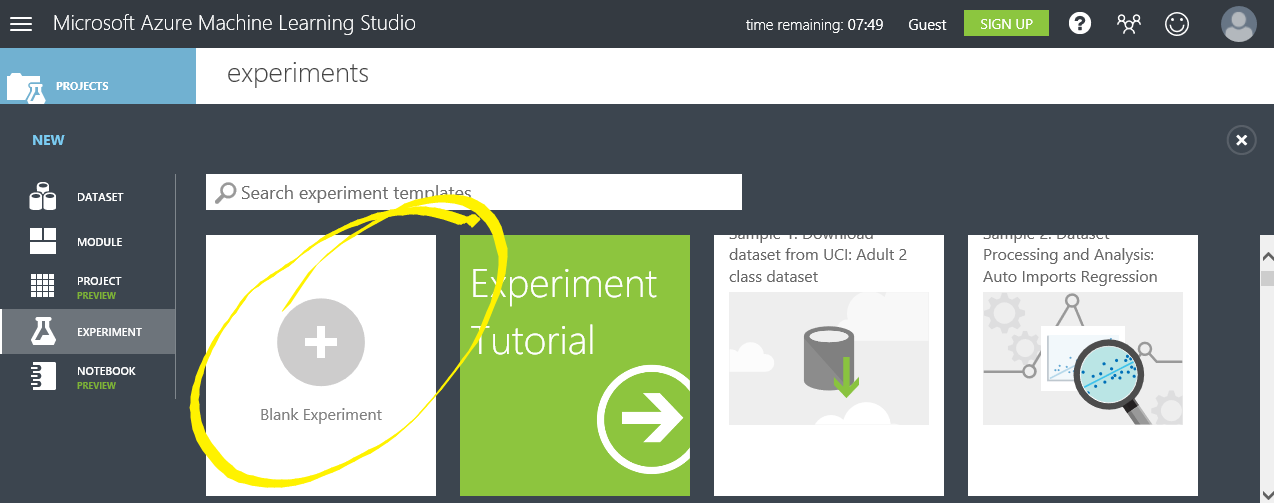 Microsoft Azure Machine Learning Studio
time remaining: 07:49
Guest
SIGN UP
?
PROJECTS
experiments
NEW
DATASET
MODULE
PROJECT
PREVIEW
EXPERIMENT
NOTEBOOK
PREVIEW
Search experiment templates
Blank Experiment
Experiment
Tutorial
Sample 1: Download
dataset from UCI: Adult 2
class dataset
Sample 2: Dataset
Processing and Analysis:
Auto Imports Regression